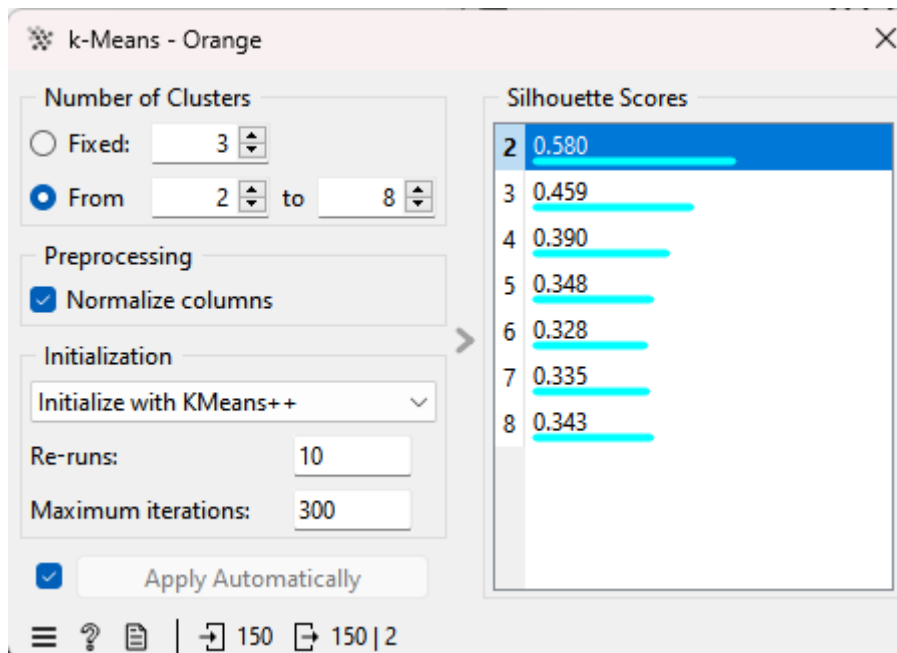 k-Means - Orange
Number of Clusters
Fixed: 3
From 2 to 8
Preprocessing
Normalize columns
Initialization
Initialize with KMeans++
Re-runs: 10
Maximum iterations: 300
Apply Automatically
150 150 | 2
Silhouette Scores
2 0.580
3 0.459
4 0.390
5 0.348
6 0.328
7 0.335
8 0.343